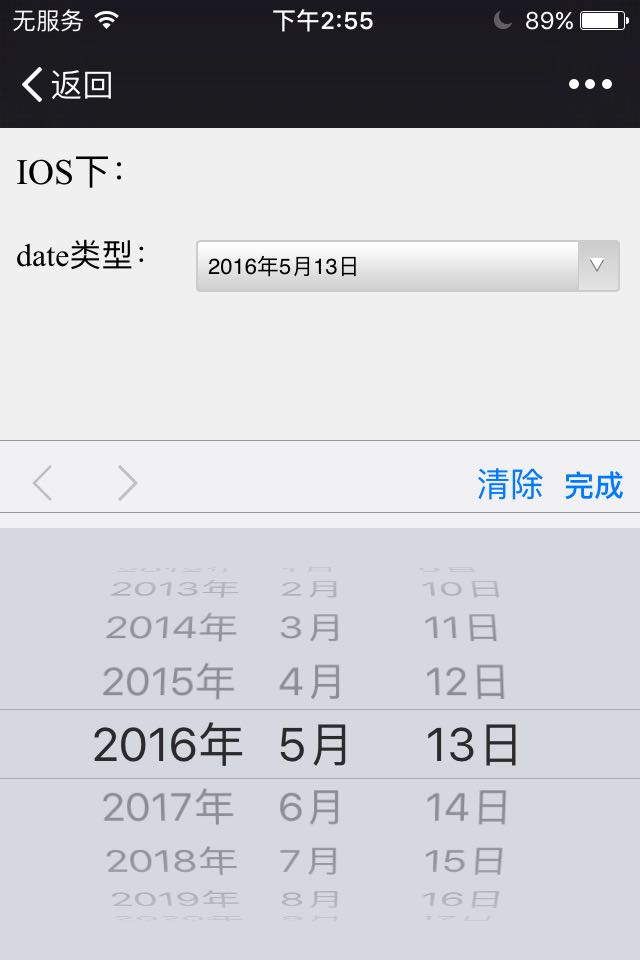 无服务 下午2:55 89%
返回
IOS下：
date类型： 2016年5月13日
清除 完成
2013年 2月 10日
2014年 3月 11日
2015年 4月 12日
2016年 5月 13日
2017年 6月 14日
2018年 7月 15日
2019年 8月 16日